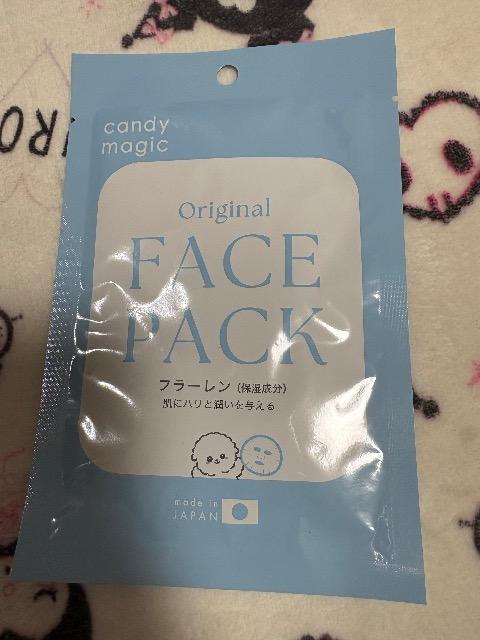 candy
magic
Original
FACE
PACK
フラーレン（保湿成分）
肌にハリと潤いを与える
made in
JAPAN